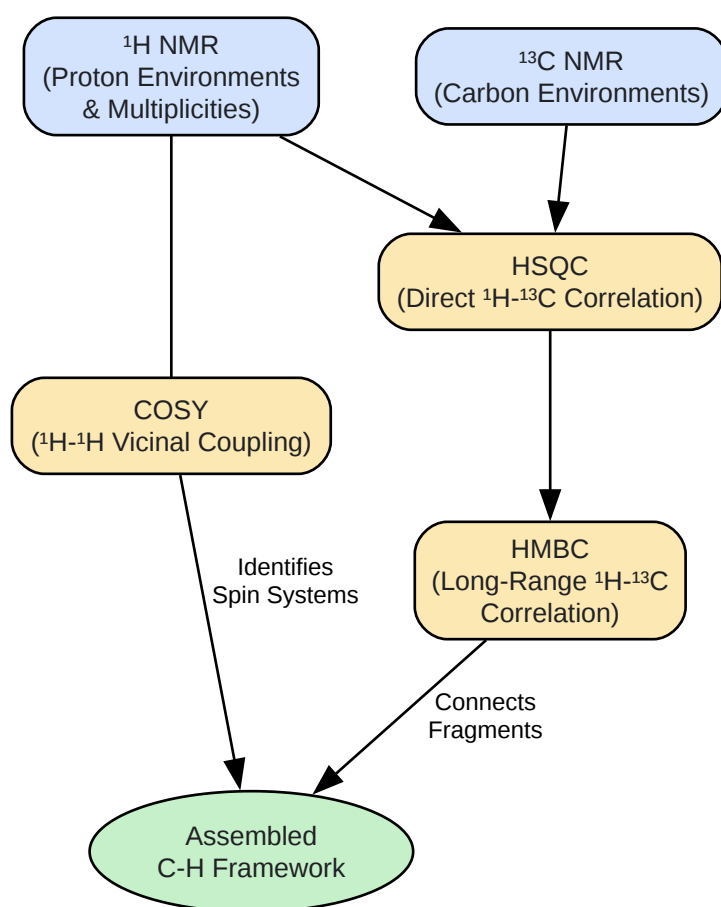 ¹H NMR
(Proton Environments
& Multiplicities)
¹³C NMR
(Carbon Environments)
HSQC
(Direct ¹H-¹³C Correlation)
COSY
(¹H-¹H Vicinal Coupling)
HMBC
(Long-Range ¹H-¹³C
Correlation)
Identifies
Spin Systems
Connects
Fragments
Assembled
C-H Framework